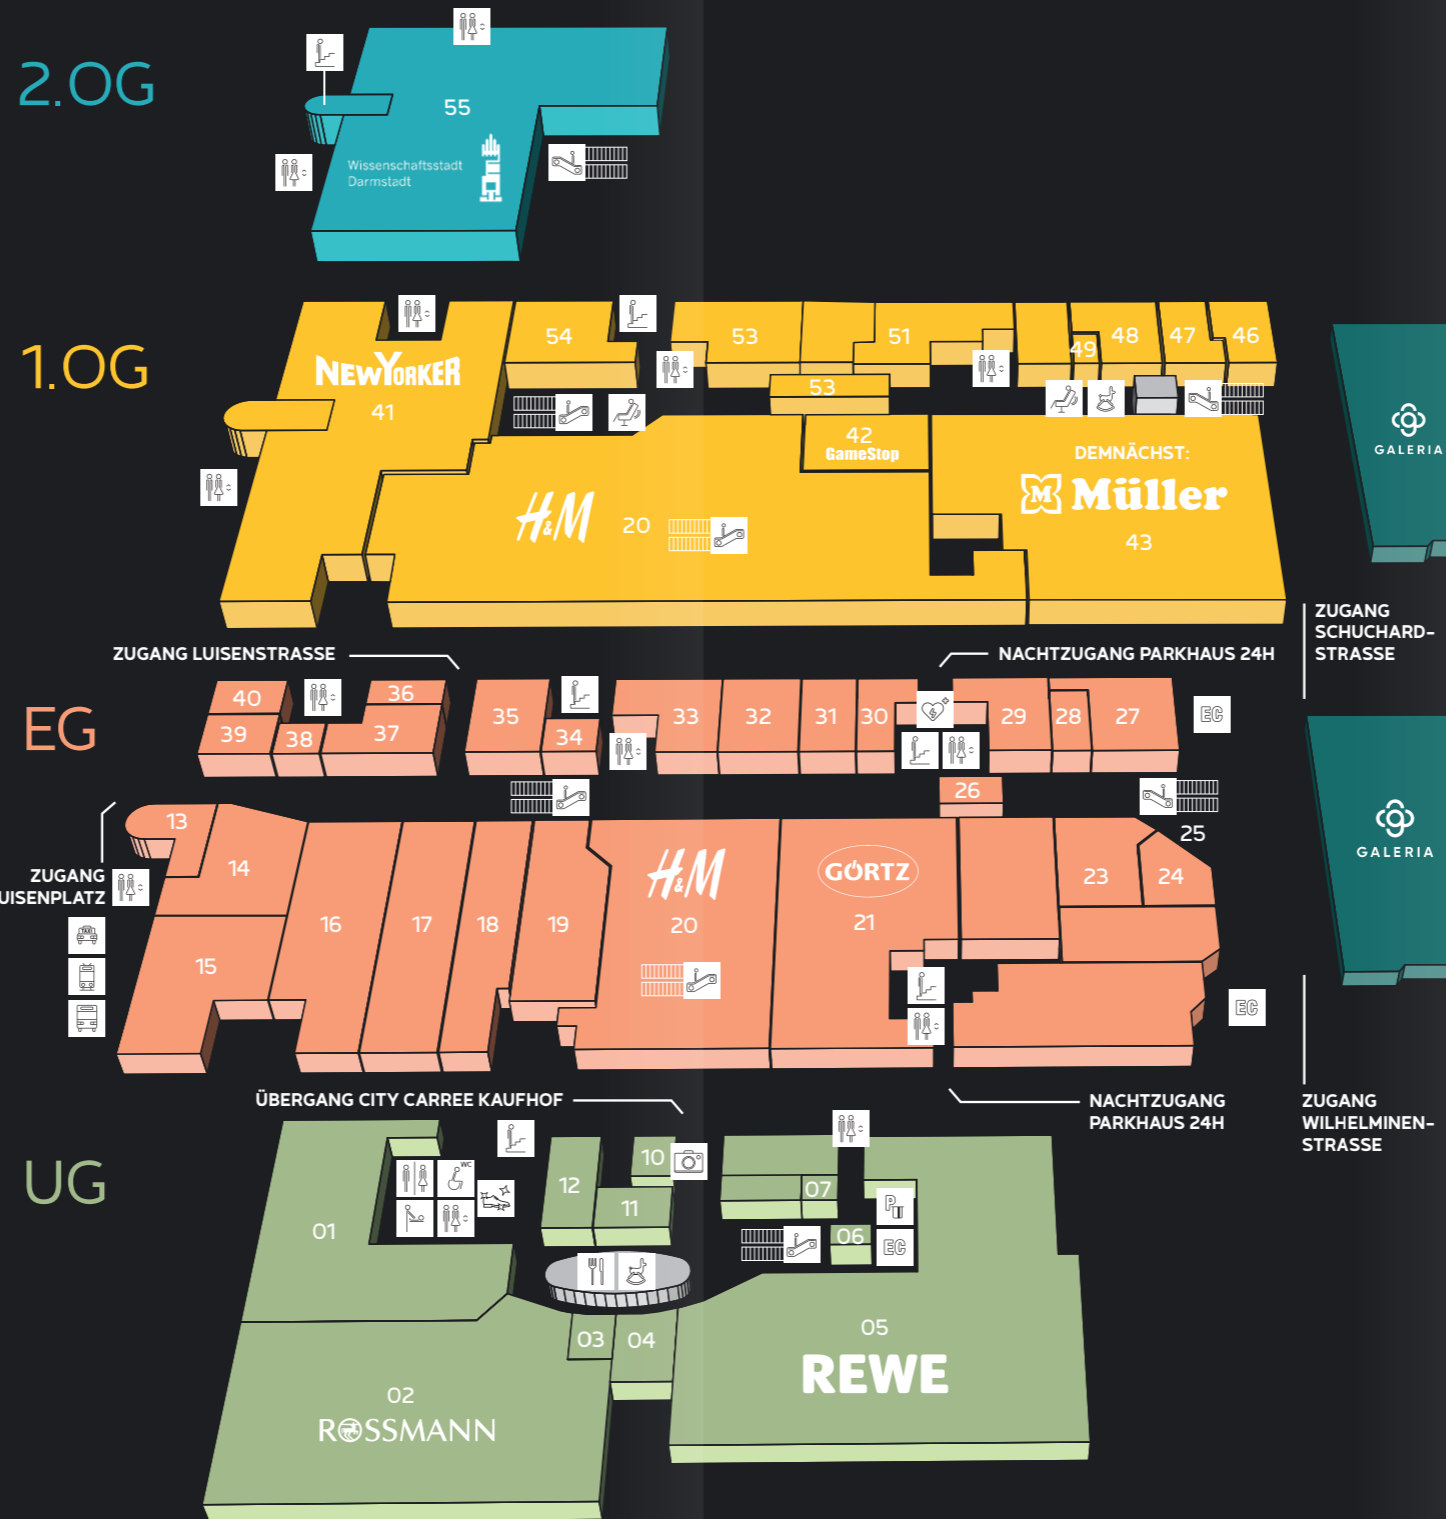 2.OG
55
Wissenschaftsstadt
Darmstadt
1.OG
NEWYORKER
41
54
53
51
49
48
47
46
53
42
GameStop
H&M
20
DEMNÄCHST:
M Müller
43
GALERIA
ZUGANG
SCHUCHARD-
STRASSE
ZUGANG LUISENSTRASSE
NACHTZUGANG PARKHAUS 24H
EG
40
39
38
36
37
35
34
33
32
31
30
29
28
27
EC
26
25
13
14
15
16
17
18
19
H&M
20
GÖRTZ
21
23
24
GALERIA
ZUGANG
UISENPLATZ
EC
ÜBERGANG CITY CARREE KAUFHOF
NACHTZUGANG
PARKHAUS 24H
ZUGANG
WILHELMINEN-
STRASSE
UG
01
WC
12
10
11
07
06
P
EC
03
04
05
REWE
02
ROSSMANN